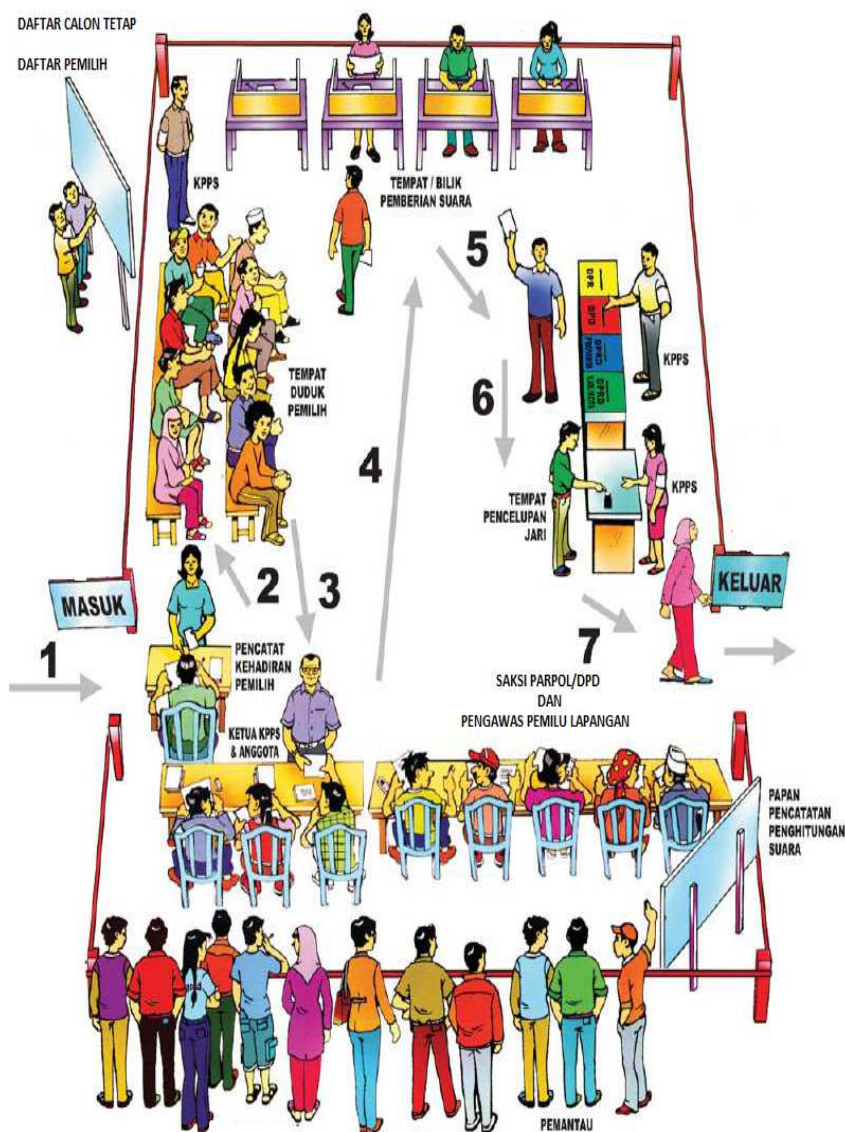 DAFTAR CALON TETAP
DAFTAR PEMILIH
KPPS
TEMPAT / BILIK
PEMBERIAN SUARA
5
DPR
DPD
DPRD
PROVINSI
DPRD
KPPS
TEMPAT
DUDUK
PEMILIH
6
4
TEMPAT
PENCELUPAN
JARI
KPPS
MASUK
2
3
KELUAR
1
PENCATAT
KEHADIRAN
PEMILIH
7
SAKSI PARPOL/DPD
DAN
PENGAWAS PEMILU LAPANGAN
KETUA KPPS
& ANGGOTA
PAPAN
PENCATATAN
PENGHITUNGAN
SUARA
PEMANTAU